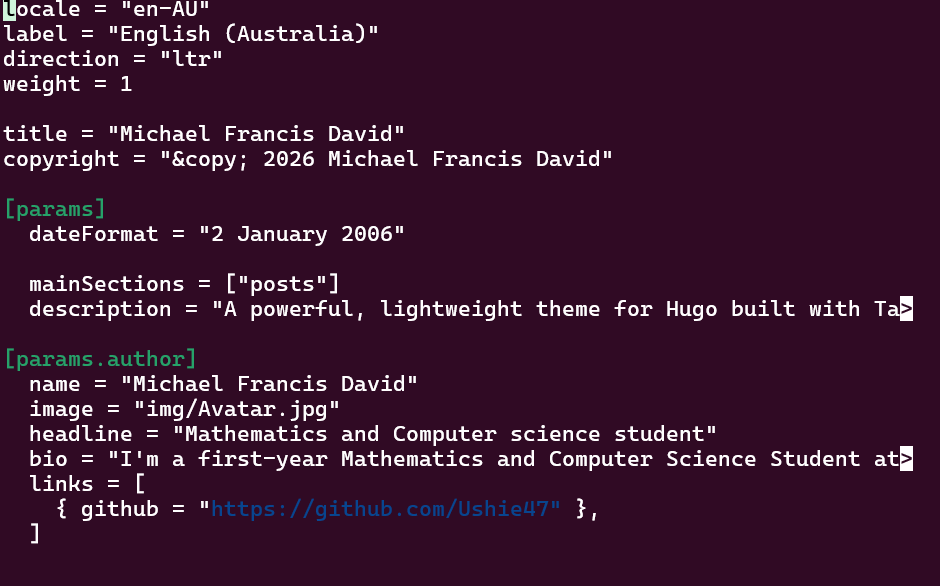 locale = "en-AU"
label = "English (Australia)"
direction = "ltr"
weight = 1
title = "Michael Francis David"
copyright = "&copy; 2026 Michael Francis David"
[params]
dateFormat = "2 January 2006"
mainSections = ["posts"]
description = "A powerful, lightweight theme for Hugo built with Ta>
[params.author]
name = "Michael Francis David"
image = "img/Avatar.jpg"
headline = "Mathematics and Computer science student"
bio = "I'm a first-year Mathematics and Computer Science Student at>
links = [
{ github = "https://github.com/Ushie47" },
]